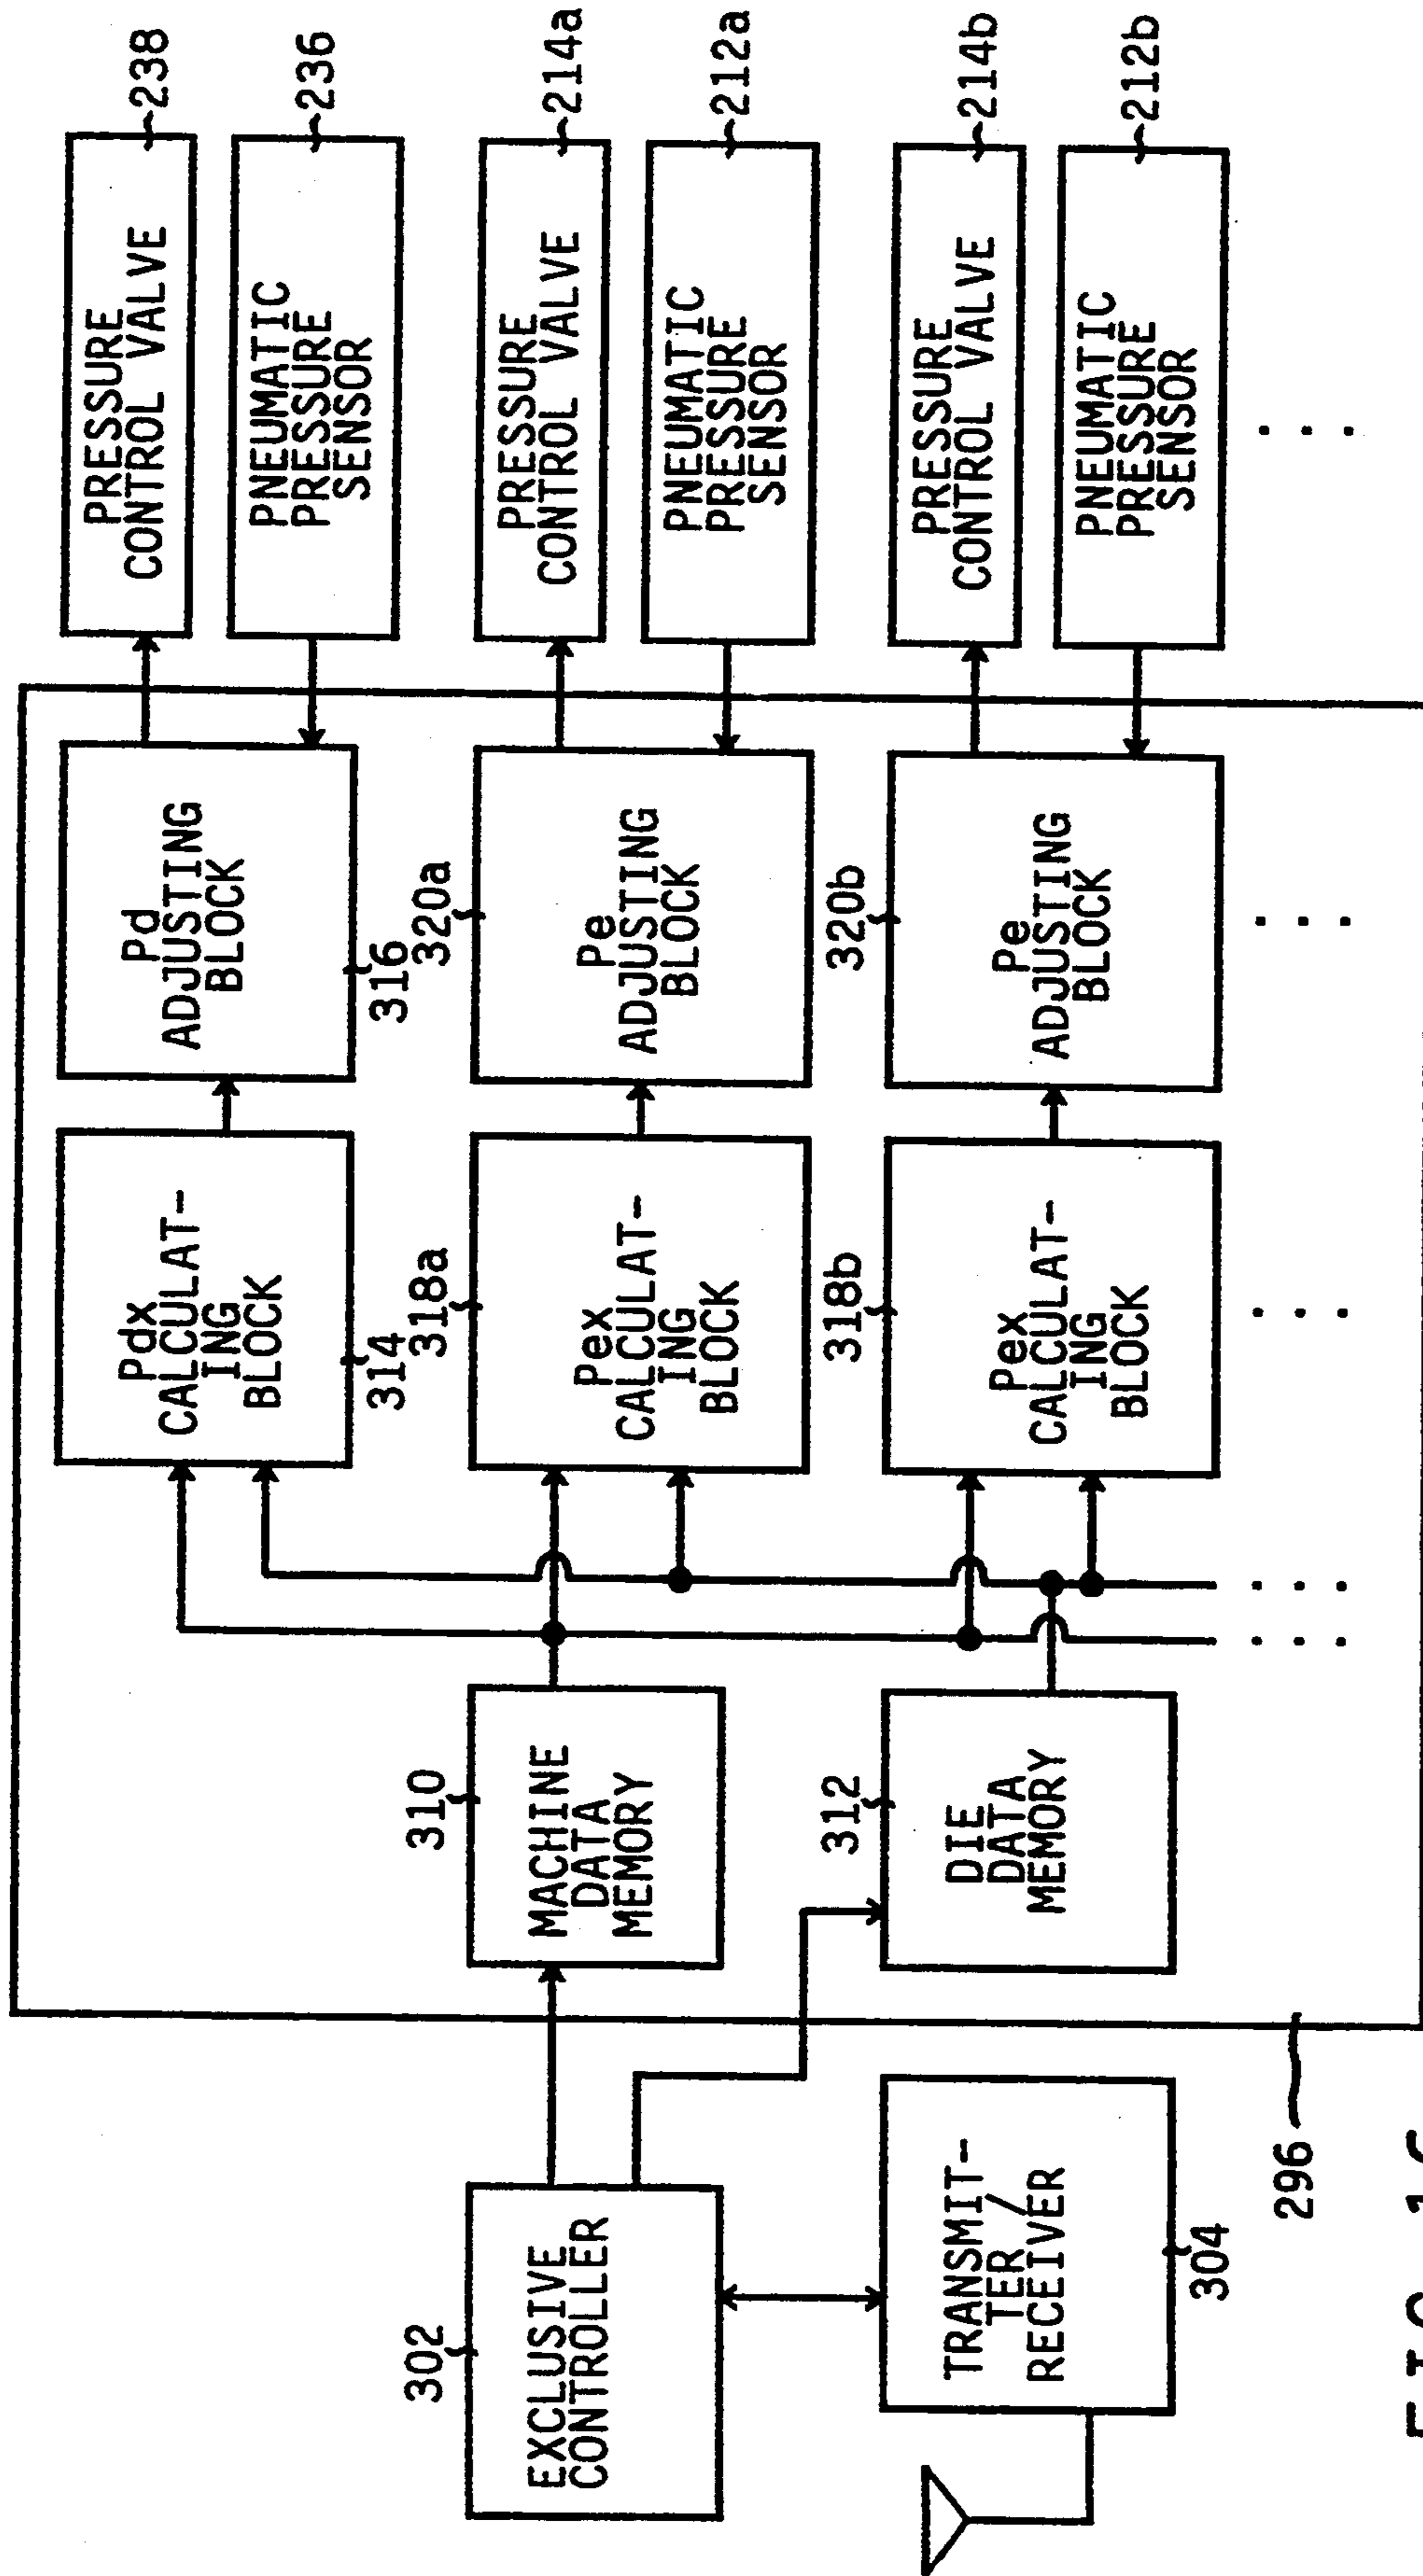 302
EXCLUSIVE
CONTROLLER
TRANSMIT-
TER/
RECEIVER
304
296
310
MACHINE
DATA
MEMORY
312
DIE
DATA
MEMORY
Pdx
CALCULAT-
ING
BLOCK
314
318a
Pex
CALCULAT-
ING
BLOCK
318b
Pex
CALCULAT-
ING
BLOCK
Pd
ADJUSTING
BLOCK
316
320a
Pe
ADJUSTING
BLOCK
320b
Pe
ADJUSTING
BLOCK
PRESSURE
CONTROL VALVE
238
PNEUMATIC
PRESSURE
SENSOR
236
PRESSURE
CONTROL VALVE
214a
PNEUMATIC
PRESSURE
SENSOR
212a
PRESSURE
CONTROL VALVE
214b
PNEUMATIC
PRESSURE
SENSOR
212b